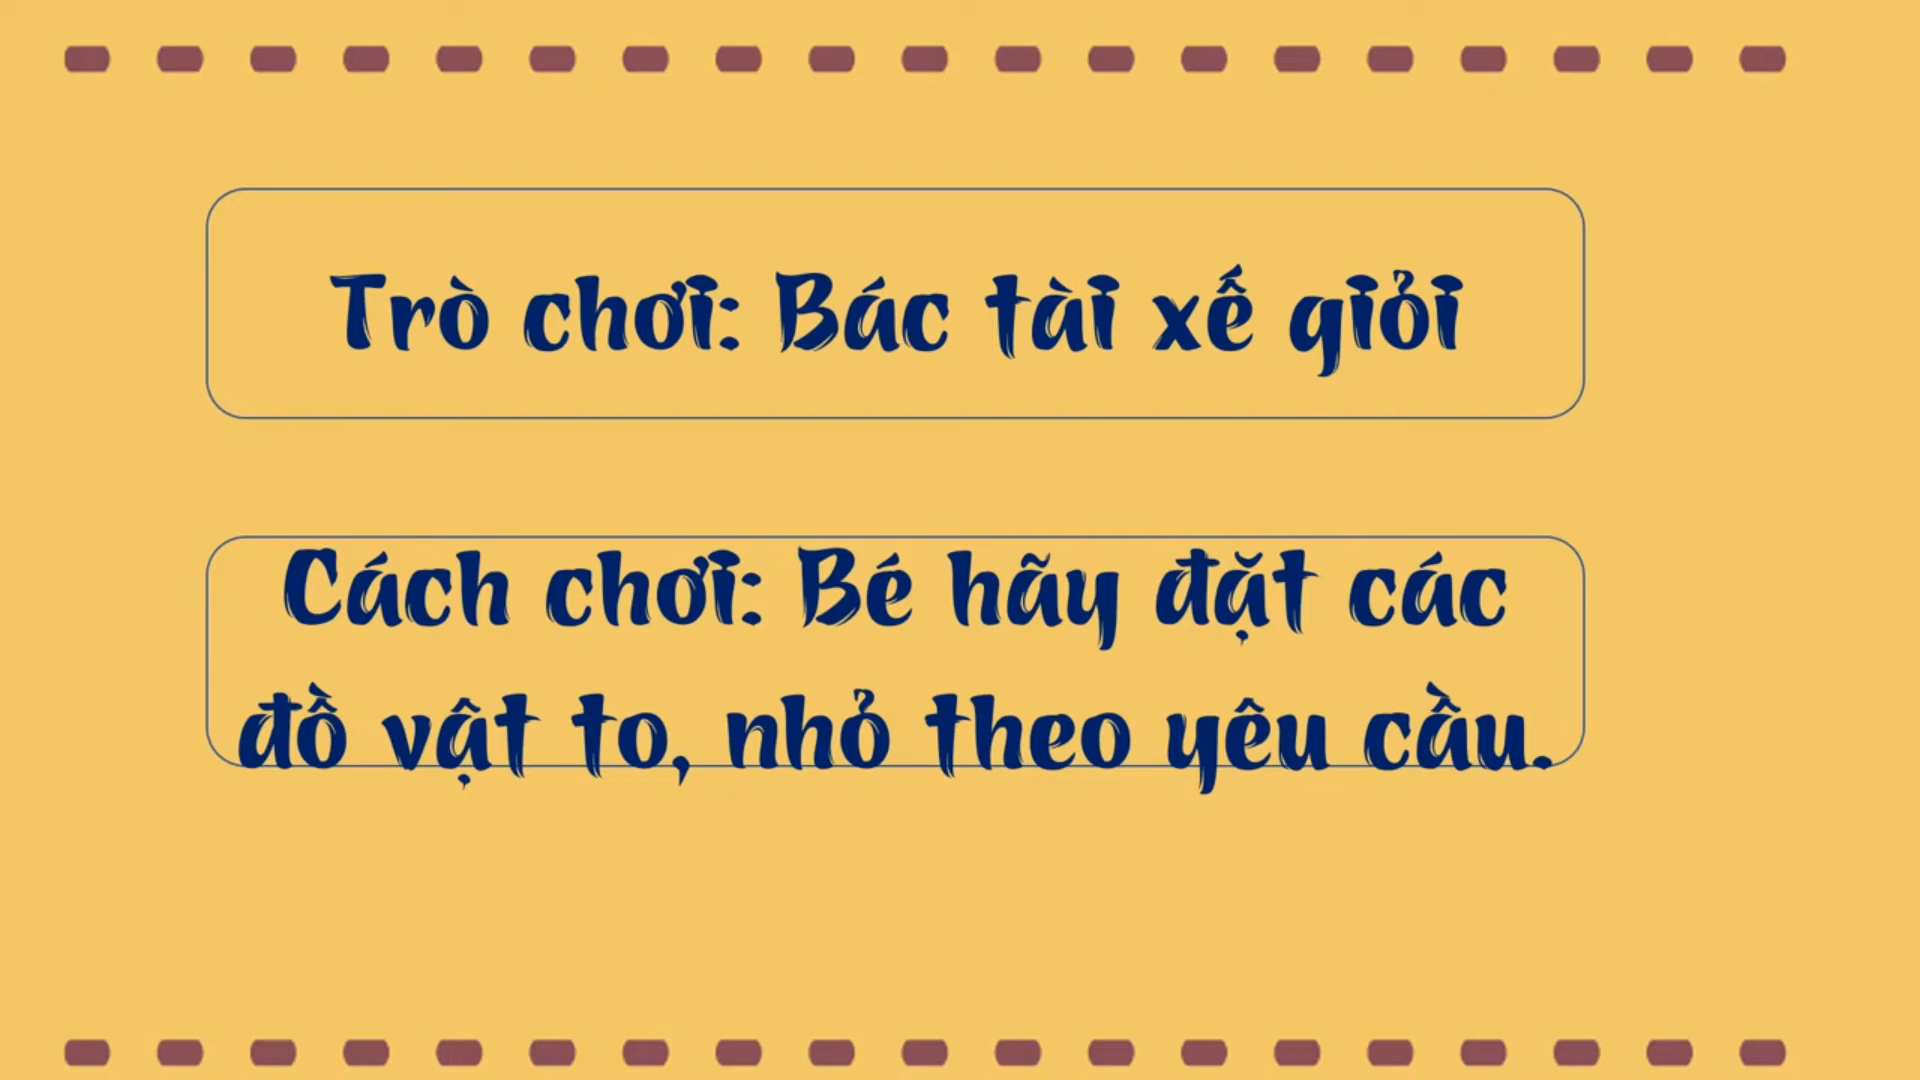 Trò chơi: Bác tài xế giỏi
Cách chơi: Bé hãy đặt các
đồ vật to, nhỏ theo yêu cầu.